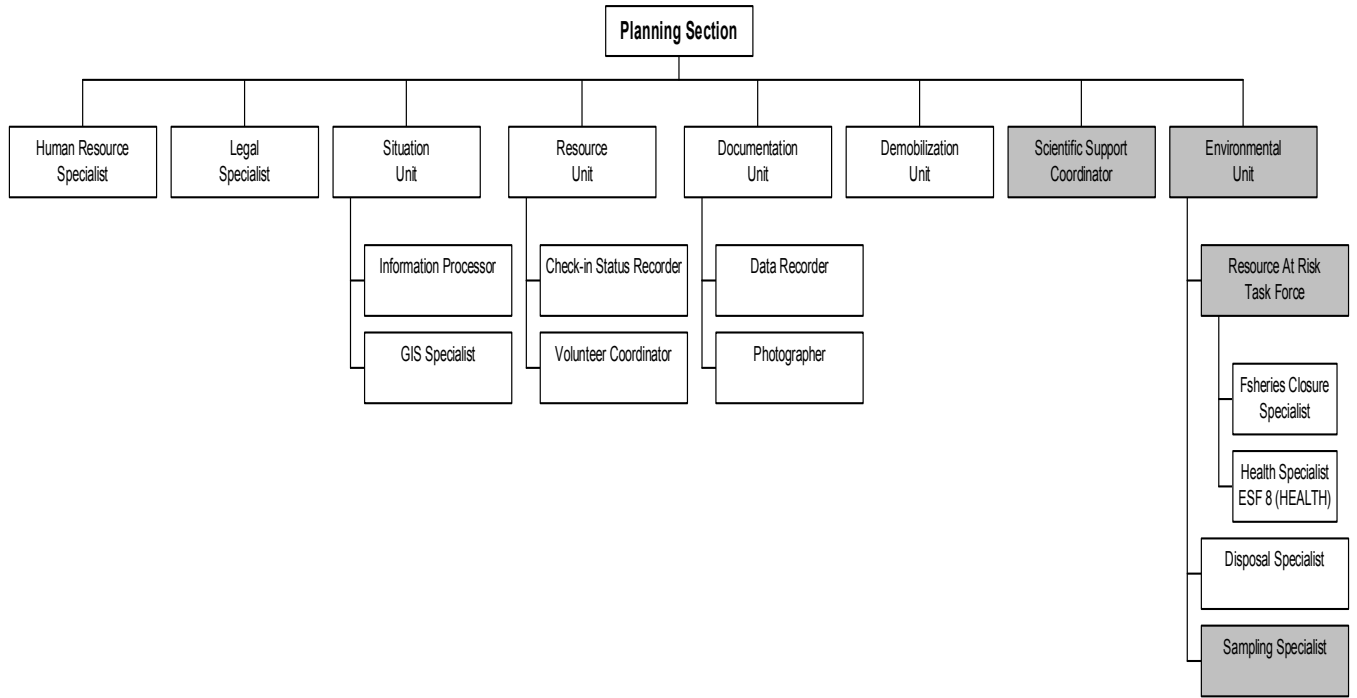 Planning Section
Human Resource
Specialist
Legal
Specialist
Situation
Unit
Resource
Unit
Documentation
Unit
Demobilization
Unit
Scientific Support
Coordinator
Environmental
Unit
Information Processor
GIS Specialist
Check-in Status Recorder
Volunteer Coordinator
Data Recorder
Photographer
Resource At Risk
Task Force
Fsheries Closure
Specialist
Health Specialist
ESF 8 (HEALTH)
Disposal Specialist
Sampling Specialist